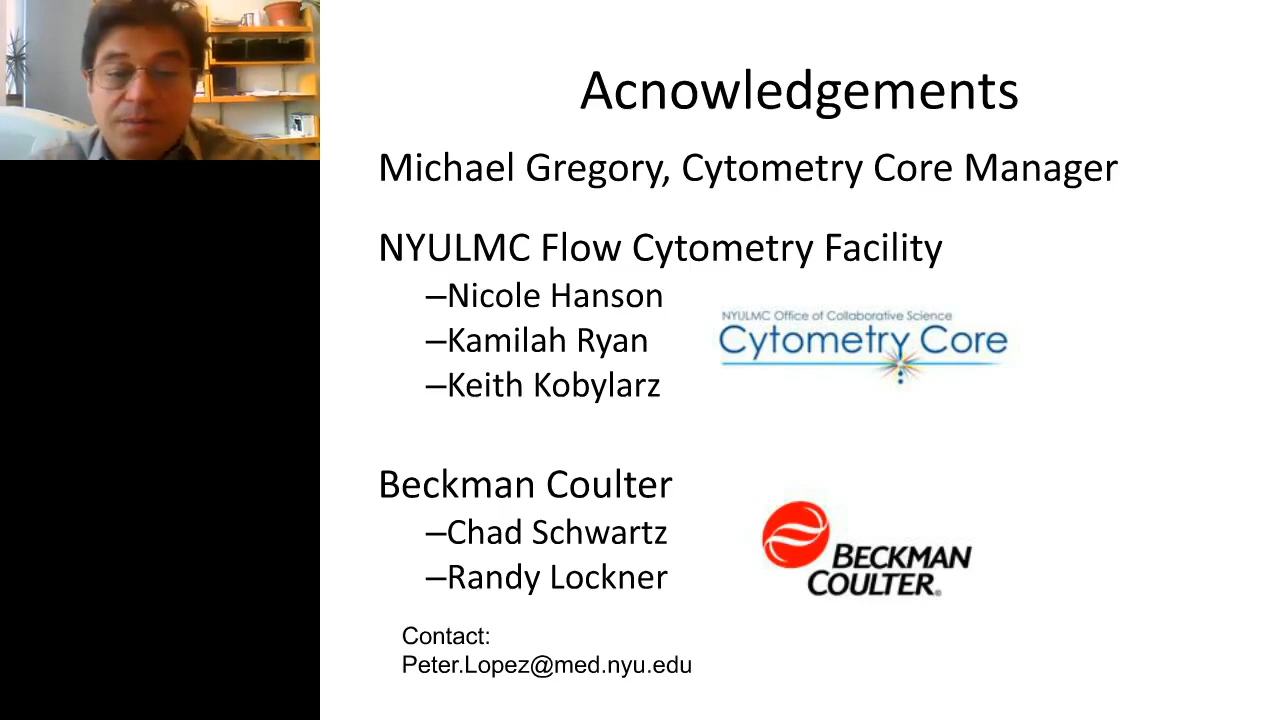 Acnowledgements
Michael Gregory, Cytometry Core Manager
NYULMC Flow Cytometry Facility
–Nicole Hanson
–Kamilah Ryan
–Keith Kobylarz
NYULMC Office of Collaborative Science
Cytometry Core
Beckman Coulter
–Chad Schwartz
–Randy Lockner
BECKMAN
COULTER®
Contact:
Peter.Lopez@med.nyu.edu